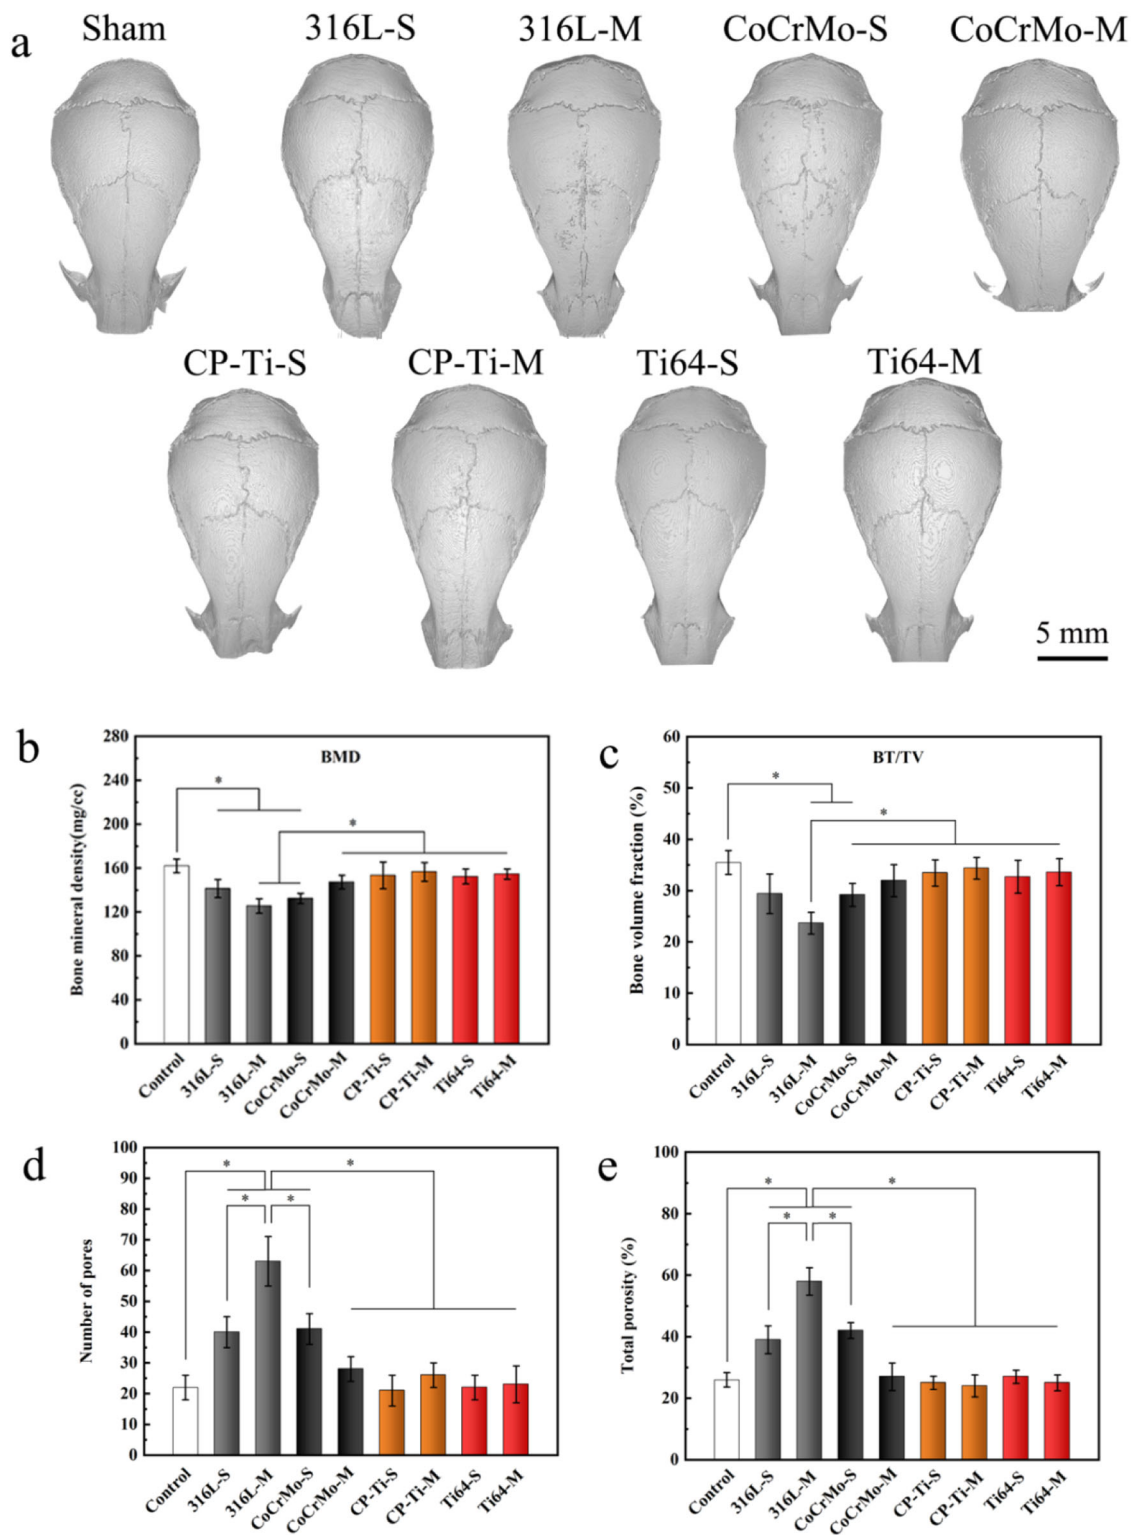 a
Sham 316L-S 316L-M CoCrMo-S CoCrMo-M
CP-Ti-S CP-Ti-M Ti64-S Ti64-M
5 mm
b
BMD
*
*
Bone mineral density(mg/cc)
280
240
200
160
120
80
40
0
Control 316L-S 316L-M CoCrMo-S CoCrMo-M CP-Ti-S CP-Ti-M Ti64-S Ti64-M
c
BT/TV
*
*
Bone volume fraction (%)
60
50
40
30
20
10
0
Control 316L-S 316L-M CoCrMo-S CoCrMo-M CP-Ti-S CP-Ti-M Ti64-S Ti64-M
d
* *
* *
Number of pores
100
90
80
70
60
50
40
30
20
10
0
Control 316L-S 316L-M CoCrMo-S CoCrMo-M CP-Ti-S CP-Ti-M Ti64-S Ti64-M
e
* *
* *
Total porosity (%)
100
80
60
40
20
0
Control 316L-S 316L-M CoCrMo-S CoCrMo-M CP-Ti-S CP-Ti-M Ti64-S Ti64-M